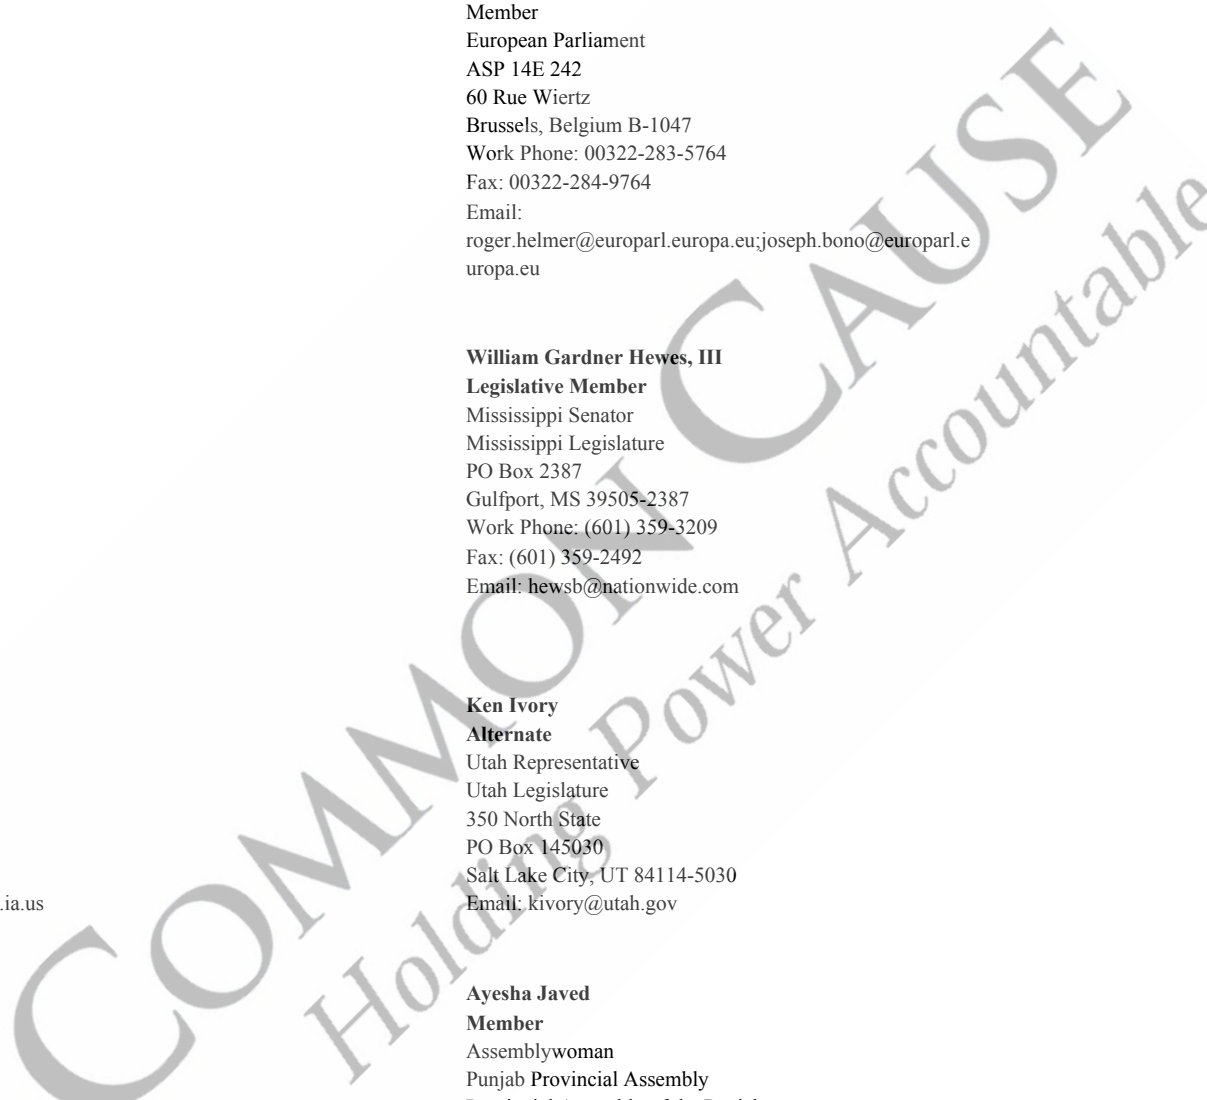 Member
European Parliament
ASP 14E 242
60 Rue Wiertz
Brussels, Belgium B-1047
Work Phone: 00322-283-5764
Fax: 00322-284-9764
Email:
roger.helmer@europarl.europa.eu;joseph.bono@europarl.e
uropa.eu
William Gardner Hewes, III
Legislative Member
Mississippi Senator
Mississippi Legislature
PO Box 2387
Gulfport, MS 39505-2387
Work Phone: (601) 359-3209
Fax: (601) 359-2492
Email: hewsb@nationwide.com
Ken Ivory
Alternate
Utah Representative
Utah Legislature
350 North State
PO Box 145030
Salt Lake City, UT 84114-5030
.ia.us
Email: kivory@utah.gov
Ayesha Javed
Member
Assemblywoman
Punjab Provincial Assembly
COMMON CAUSE
Holding Power Accountable